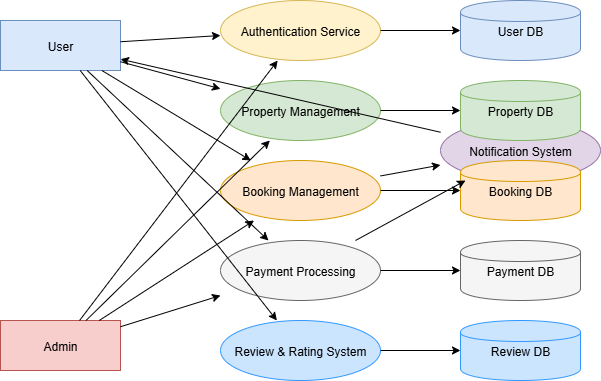 User
Authentication Service
User DB
Property Management
Property DB
Notification System
Booking Management
Booking DB
Payment Processing
Payment DB
Admin
Review & Rating System
Review DB